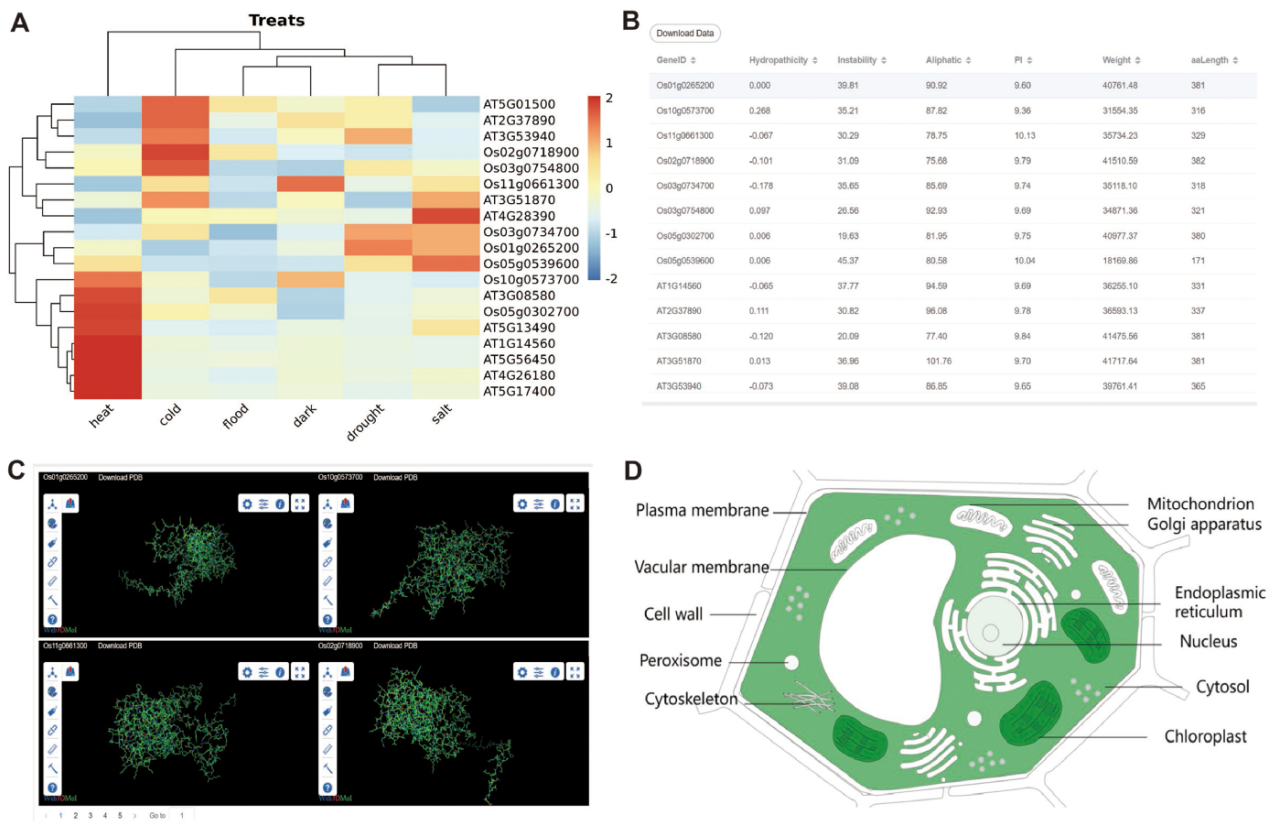 A
Treats
AT5G01500
AT2G37890
AT3G53940
Os02g0718900
Os03g0754800
Os11g0661300
AT3G51870
AT4G28390
Os03g0734700
Os01g0265200
Os05g0539600
Os10g0573700
AT3G08580
Os05g0302700
AT5G13490
AT1G14560
AT5G56450
AT4G26180
AT5G17400
2
1
0
-1
-2
heat cold flood dark drought salt
B
Download Data
GeneID Hydropathicity Instability Aliphatic PI Weight aaLength
Os01g0265200 0.000 39.81 90.92 9.60 40761.48 381
Os10g0573700 0.268 35.21 87.82 9.36 31554.35 316
Os11g0661300 -0.067 30.29 78.75 10.13 35734.23 329
Os02g0718900 -0.101 31.09 75.68 9.79 41510.59 382
Os03g0734700 -0.178 35.65 85.69 9.74 35118.10 318
Os03g0754800 0.097 26.56 92.93 9.69 34871.36 321
Os05g0302700 0.006 19.63 81.95 9.75 40977.37 380
Os05g0539600 0.006 45.37 80.58 10.04 18169.86 171
AT1G14560 -0.065 37.77 94.59 9.69 36255.10 331
AT2G37890 0.111 30.82 96.08 9.78 36593.13 337
AT3G08580 -0.120 20.09 77.40 9.84 41475.56 381
AT3G51870 0.013 36.96 101.76 9.70 41717.64 381
AT3G53940 -0.073 39.08 86.85 9.65 39761.41 365
C
Os01g0265200 Download PDB
Os10g0573700 Download PDB
Web3DMol
Web3DMol
Os11g0661300 Download PDB
Os02g0718900 Download PDB
Web3DMol
Web3DMol
1 2 3 4 5 Go to 1
D
Plasma membrane
Vacular membrane
Cell wall
Peroxisome
Cytoskeleton
Mitochondrion
Golgi apparatus
Endoplasmic
reticulum
Nucleus
Cytosol
Chloroplast